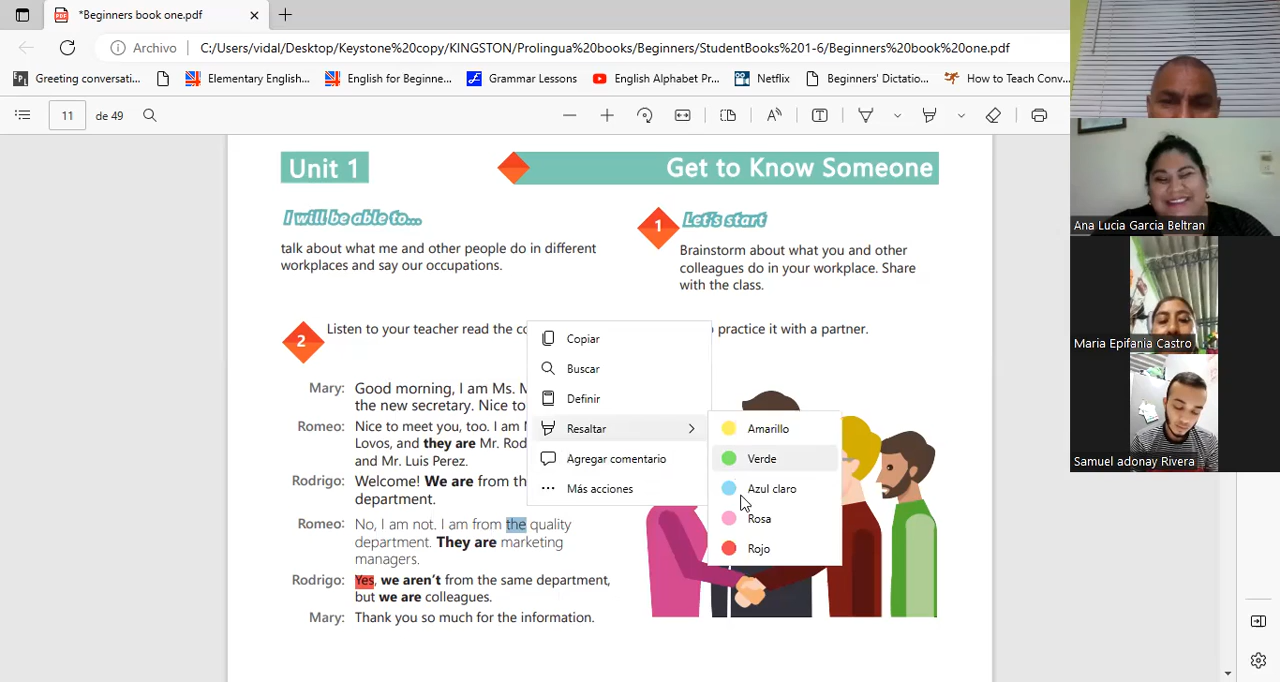 *Beginners book one.pdf
Archivo
C:/Users/vidal/Desktop/Keystone%20copy/KINGSTON/Prolingua%20books/Beginners/StudentBooks%201-6/Beginners%20book%20one.pdf
EPL Greeting conversati...
Elementary English...
English for Beginne...
Grammar Lessons
English Alphabet Pr...
Netflix
Beginners' Dictatio...
How to Teach Conv...
11 de 49
Unit 1
Get to Know Someone
I will be able to...
talk about what me and other people do in different
workplaces and say our occupations.
1 Let's start
Brainstorm about what you and other
colleagues do in your workplace. Share
with the class.
2 Listen to your teacher read the co
practice it with a partner.
Mary: Good morning, I am Ms. M
the new secretary. Nice to
Romeo: Nice to meet you, too. I am
Lovos, and they are Mr. Rod
and Mr. Luis Perez.
Rodrigo: Welcome! We are from the
department.
Romeo: No, I am not. I am from the quality
department. They are marketing
managers.
Rodrigo: Yes, we aren't from the same department,
but we are colleagues.
Mary: Thank you so much for the information.
Copiar
Buscar
Definir
Resaltar
Agregar comentario
Más acciones
Amarillo
Verde
Azul claro
Rosa
Rojo
Ana Lucia Garcia Beltran
Maria Epifania Castro
Samuel adonay Rivera